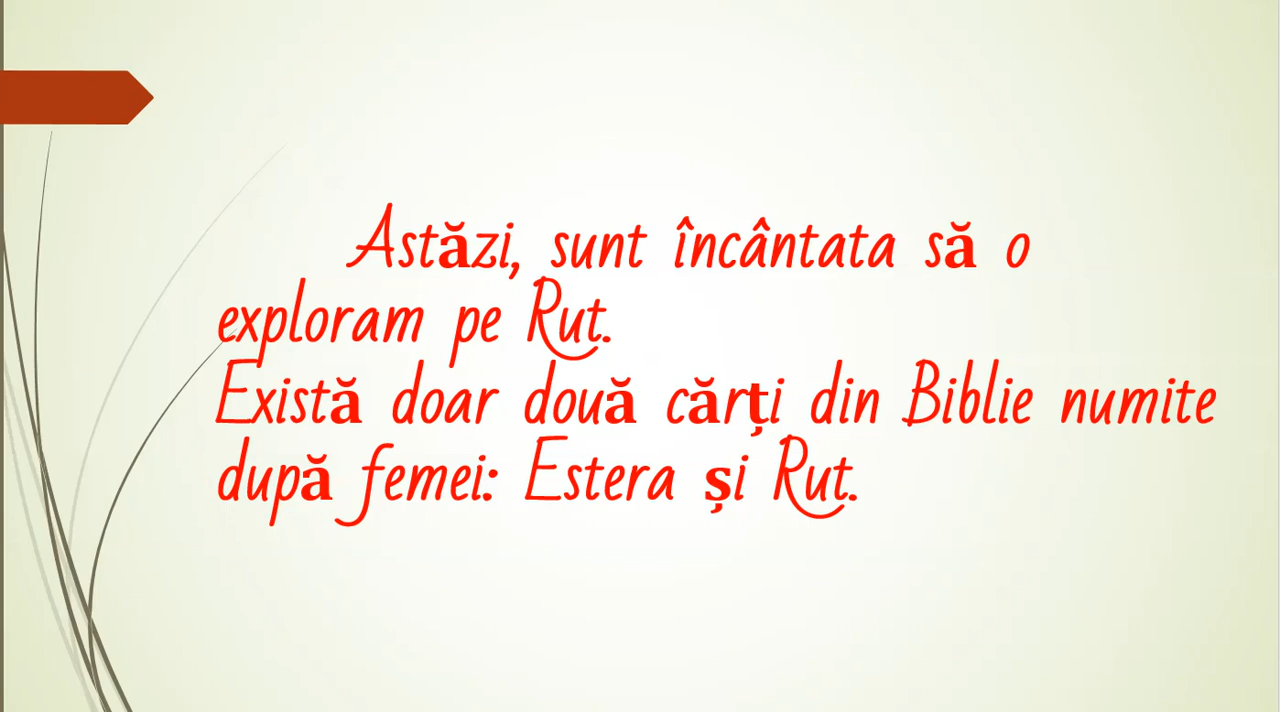 Astăzi, sunt încântata să o
exploram pe Rut.
Există doar două cărți din Biblie numite
după femei: Estera și Rut.